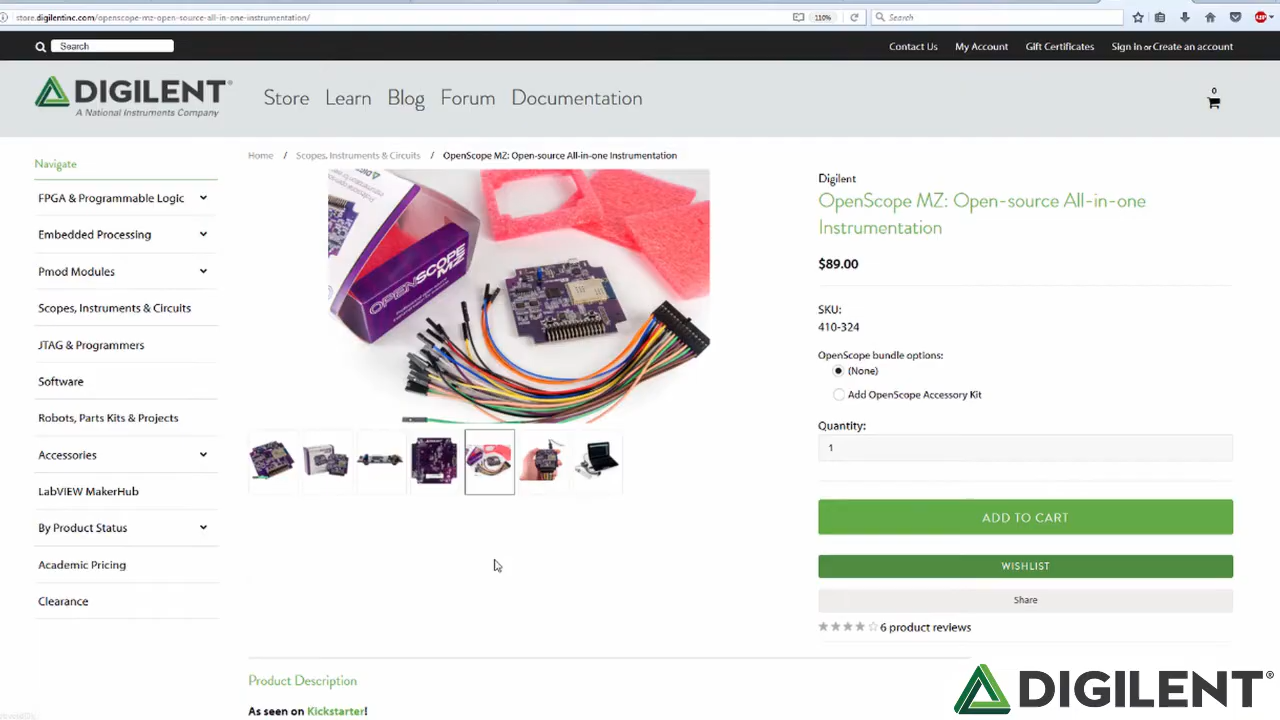 store.digilentinc.com/openscope-mz-open-source-all-in-one-instrumentation/
110%
Search
Search
Contact Us
My Account
Gift Certificates
Sign in or Create an account
DIGILENT
A National Instruments Company
Store
Learn
Blog
Forum
Documentation
0
Navigate
FPGA & Programmable Logic
Embedded Processing
Pmod Modules
Scopes, Instruments & Circuits
JTAG & Programmers
Software
Robots, Parts Kits & Projects
Accessories
LabVIEW MakerHub
By Product Status
Academic Pricing
Clearance
Home / Scopes, Instruments & Circuits / OpenScope MZ: Open-source All-in-one Instrumentation
OPENSCOPE MZ
Digilent
OpenScope MZ: Open-source All-in-one
Instrumentation
$89.00
SKU:
410-324
OpenScope bundle options:
(None)
Add OpenScope Accessory Kit
Quantity:
1
ADD TO CART
WISHLIST
Share
6 product reviews
Product Description
As seen on Kickstarter!
DIGILENT®